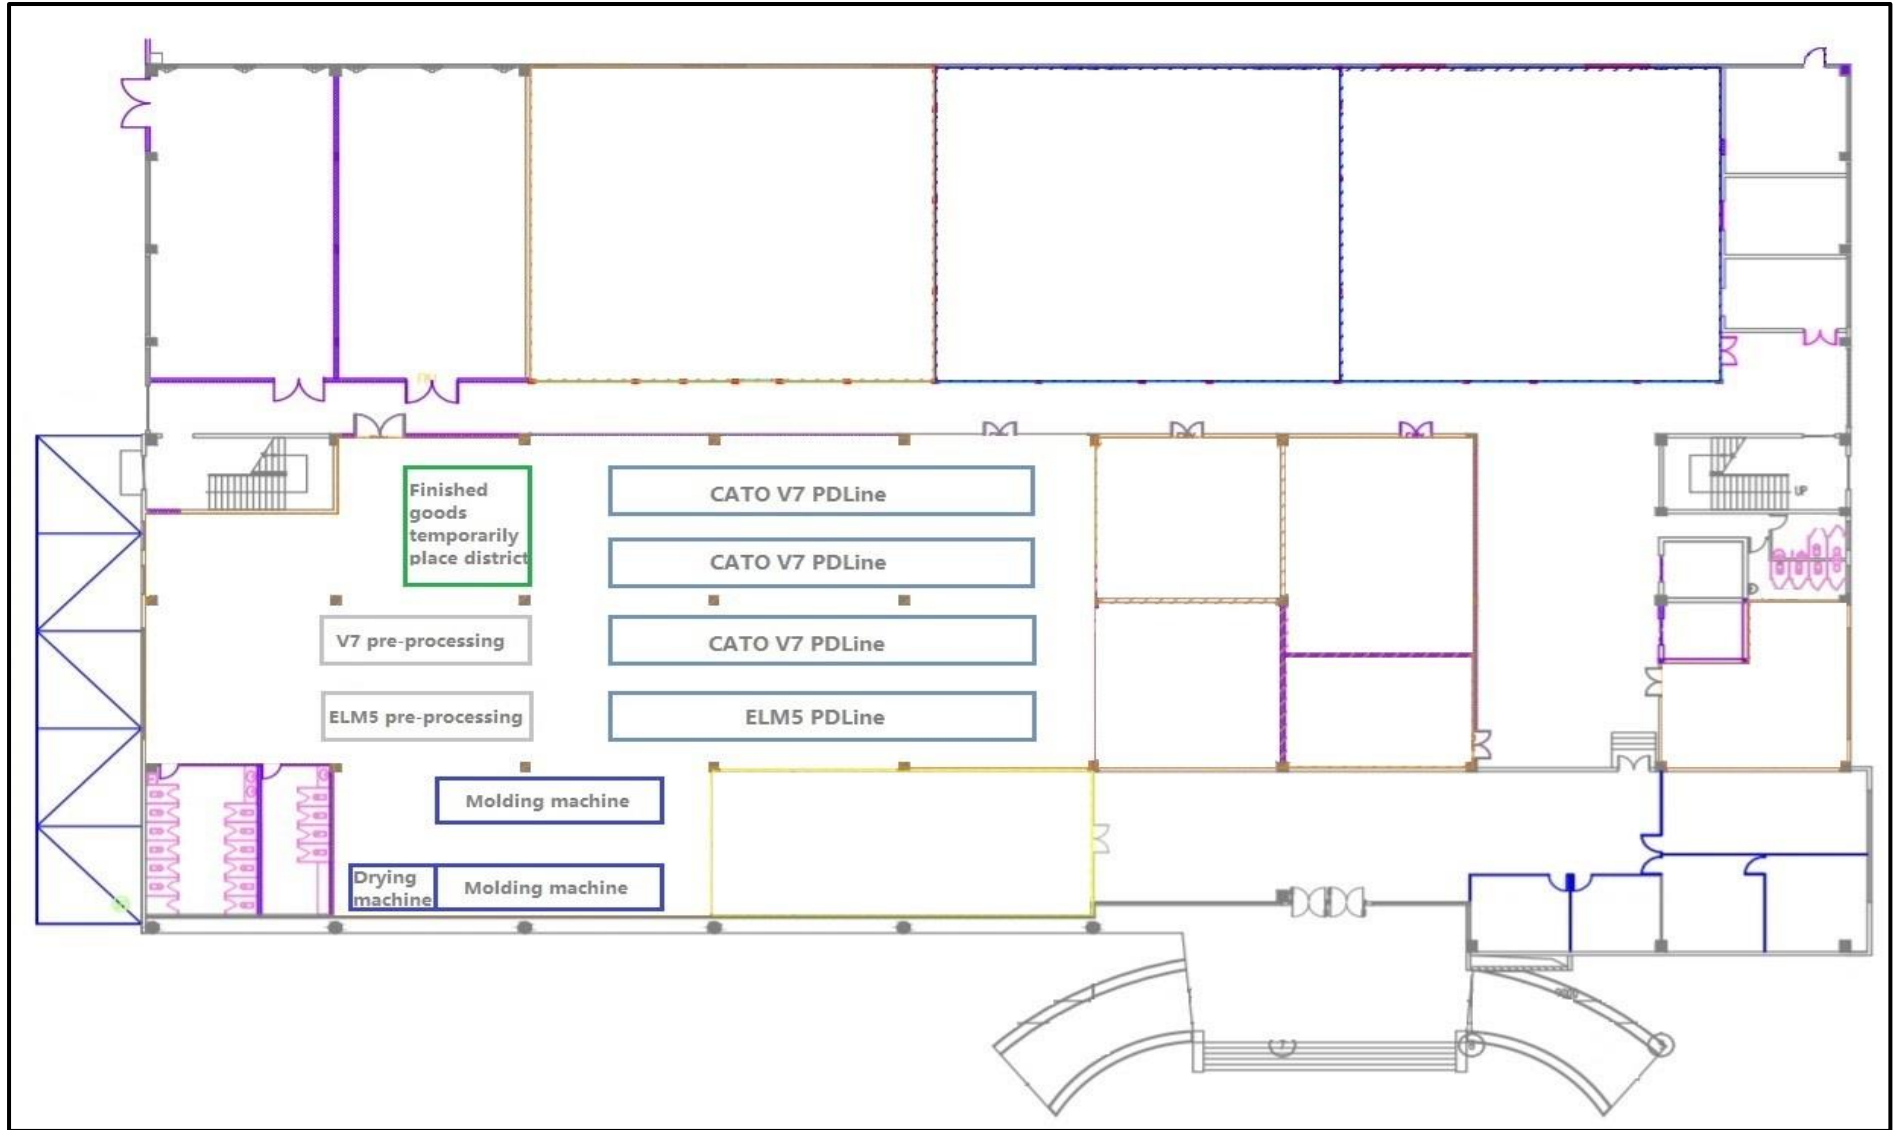 UP
Finished
goods
temporarily
place district
CATO V7 PDLine
CATO V7 PDLine
V7 pre-processing
CATO V7 PDLine
ELM5 pre-processing
ELM5 PDLine
Molding machine
Drying
machine
Molding machine